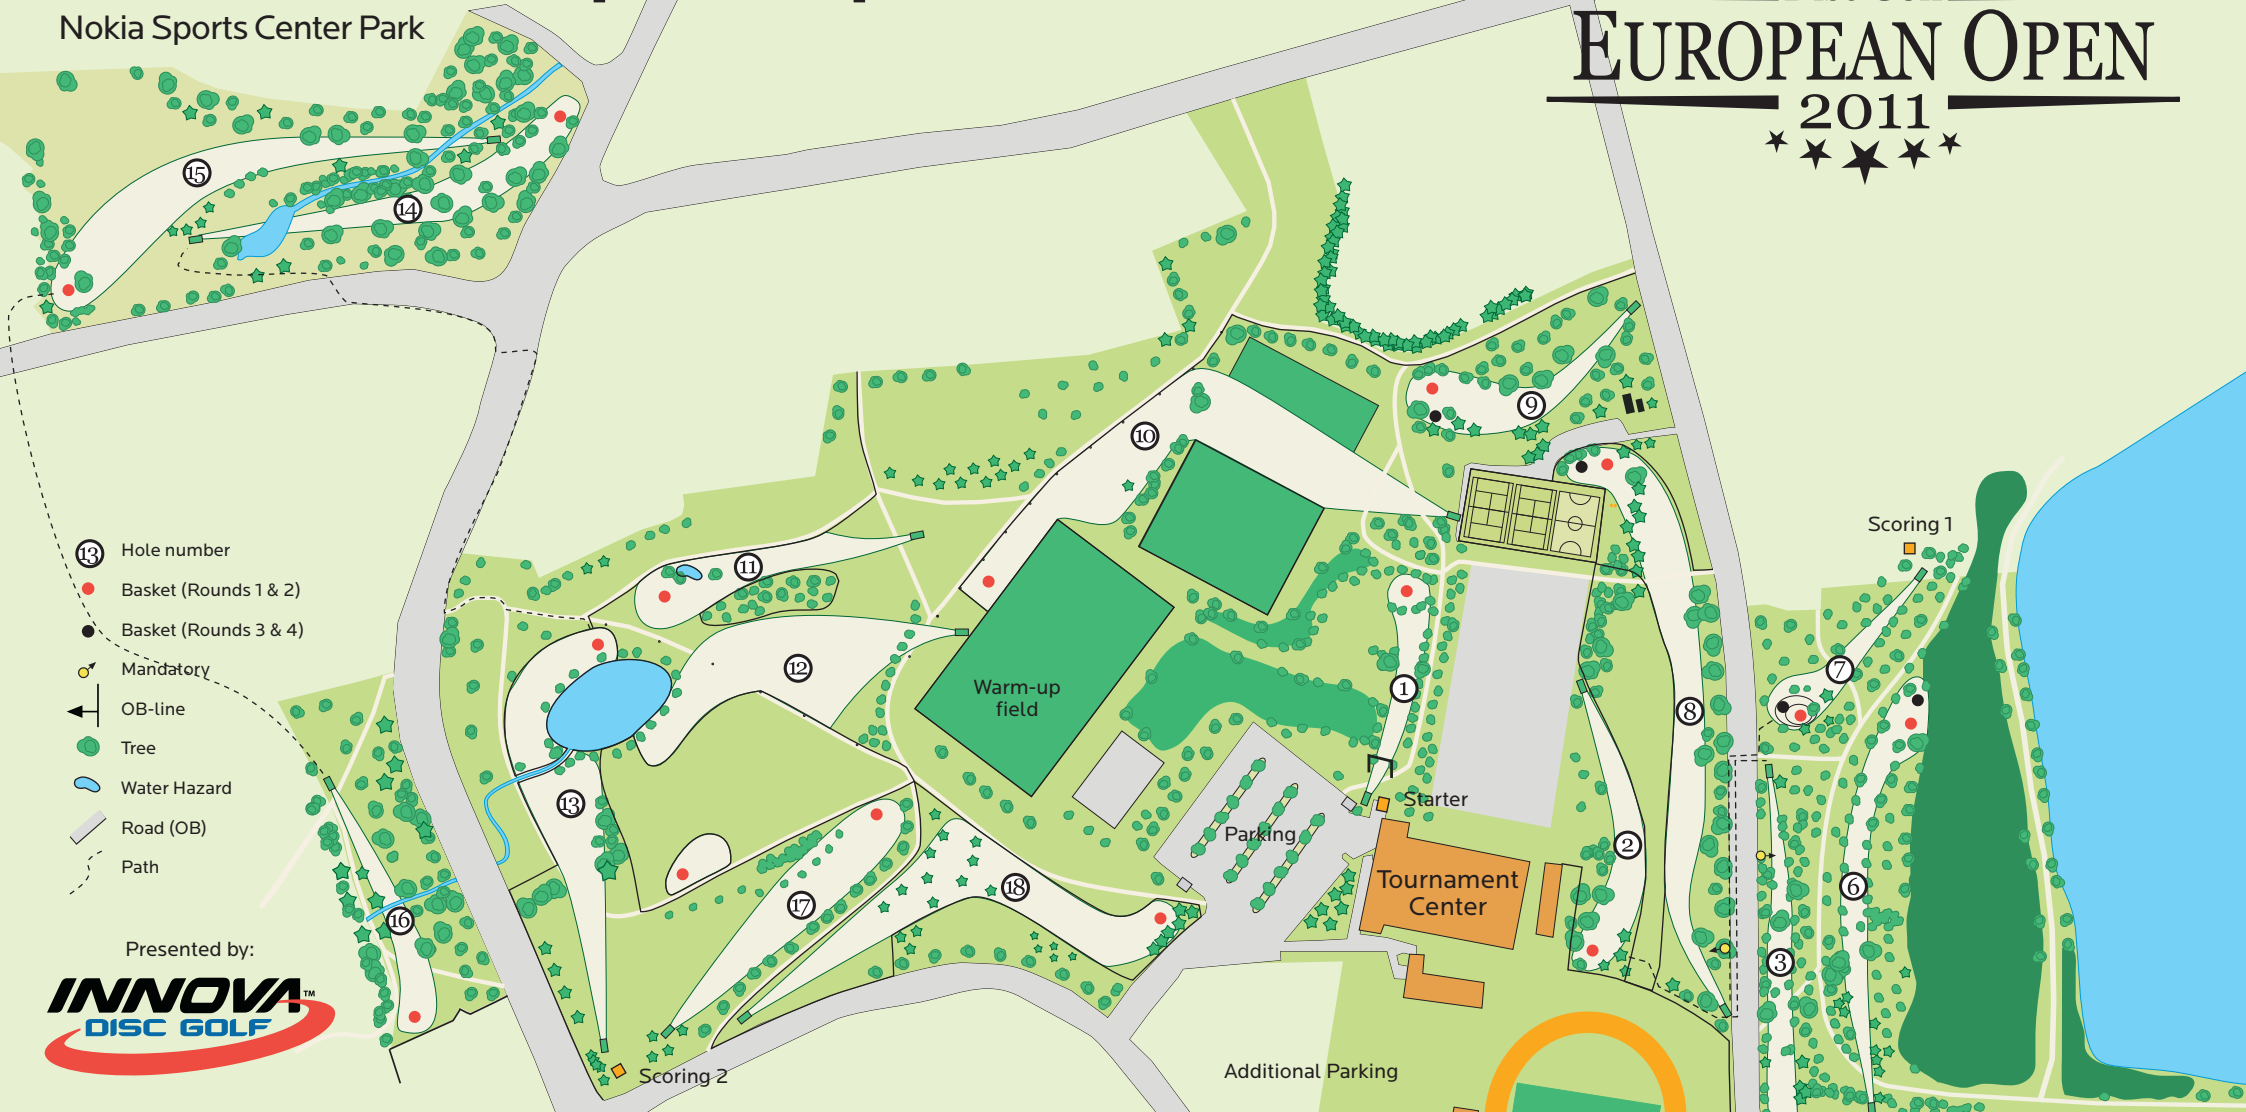 Nokia Sports Center Park
EUROPEAN OPEN
2011
15
14
9
10
Scoring 1
13
Hole number
11
Basket (Rounds 1 & 2)
Basket (Rounds 3 & 4)
12
7
Mandatory
Warm-up
field
1
8
OB-line
Tree
Water Hazard
13
Starter
Road (OB)
Parking
2
Path
Tournament
Center
18
6
17
16
Presented by:
3
INNOVA™
DISC GOLF
Scoring 2
Additional Parking